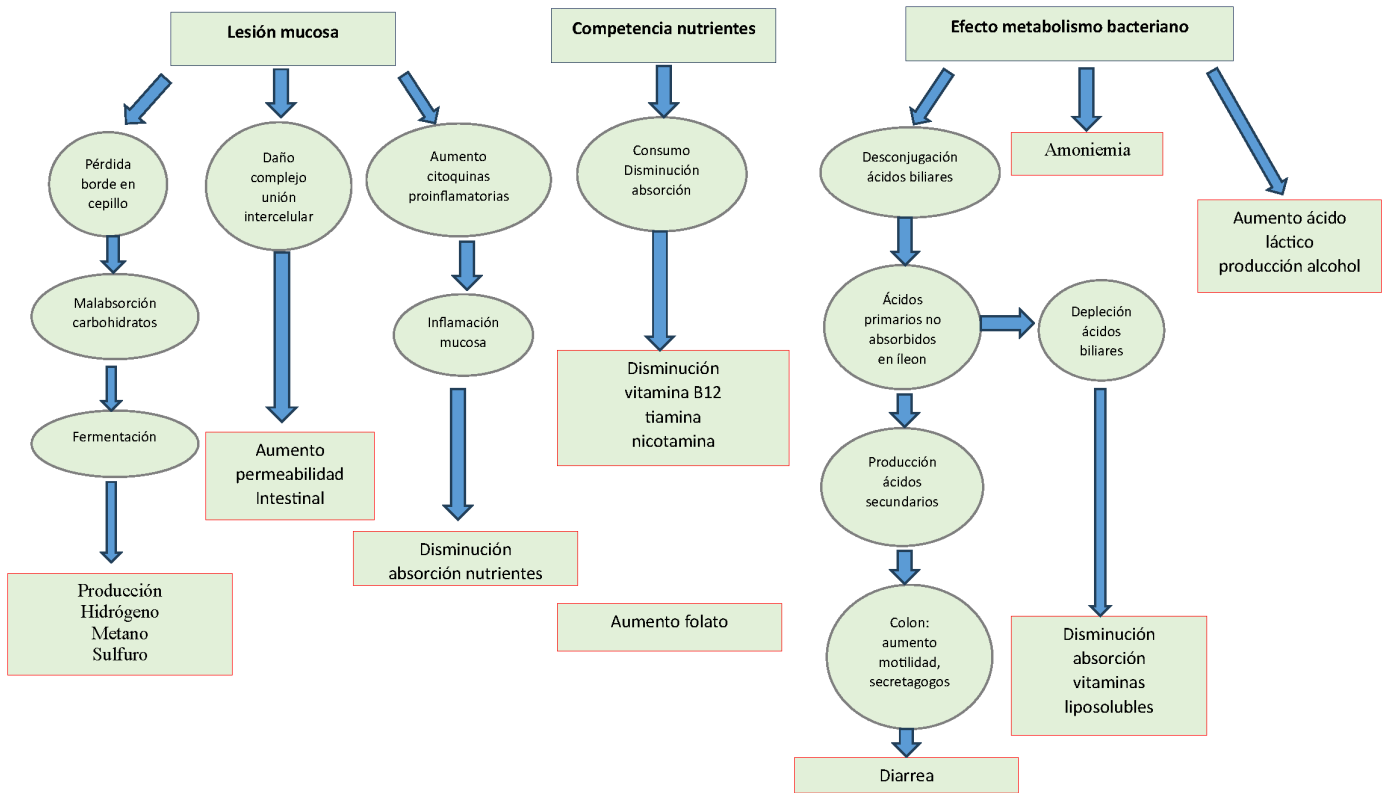 Lesión mucosa
Pérdida
borde en
cepillo
Malabsorción
carbohidratos
Fermentación
Producción
Hidrógeno
Metano
Sulfuro
Daño
complejo
unión
intercelular
Aumento
permeabilidad
Intestinal
Aumento
citoquinas
proinflamatorias
Inflamación
mucosa
Disminución
absorción nutrientes
Competencia nutrientes
Consumo
Disminución
absorción
Disminución
vitamina B12
tiamina
nicotamina
Aumento folato
Efecto metabolismo bacteriano
Desconjugación
ácidos biliares
Ácidos
primarios no
absorbidos
en íleon
Producción
ácidos
secundarios
Colon:
aumento
motilidad,
secretagogos
Diarrea
Depleción
ácidos
biliares
Disminución
absorción
vitaminas
liposolubles
Amoniemia
Aumento ácido
láctico
producción alcohol